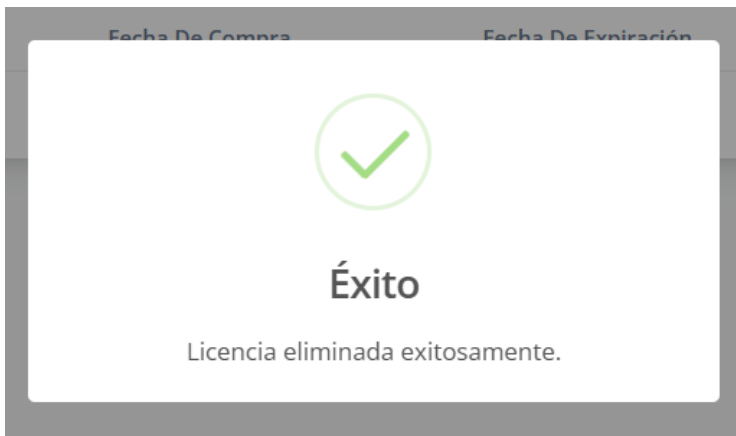 Fecha De Compra Fecha De Expiración
Éxito
Licencia eliminada exitosamente.